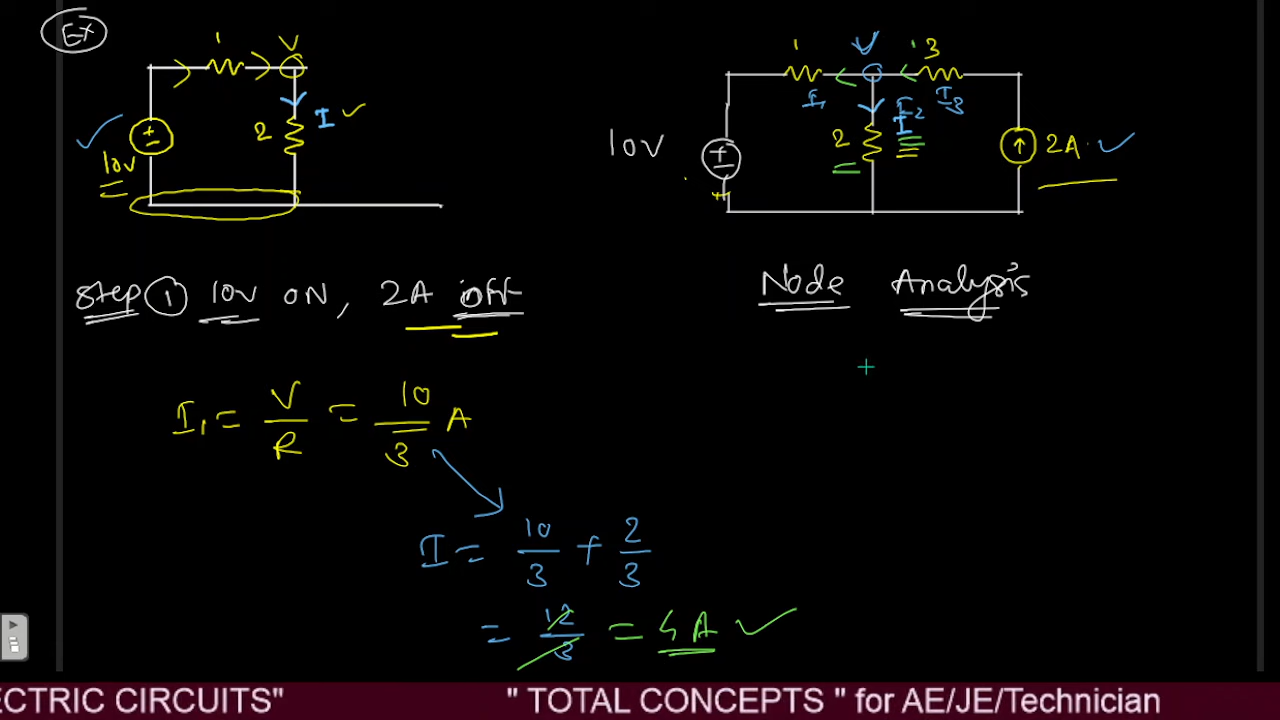 Ex
1 V
2 I
10V
1 V 3
I1 I2 I3
10V 2 I 2A
Step ① 10V ON, 2A off
Node Analysis
I1 = V/R = 10/3 A
I = 10/3 + 2/3
= 12/3 = 4A
ECTRIC CIRCUITS" " TOTAL CONCEPTS " for AE/JE/Technician